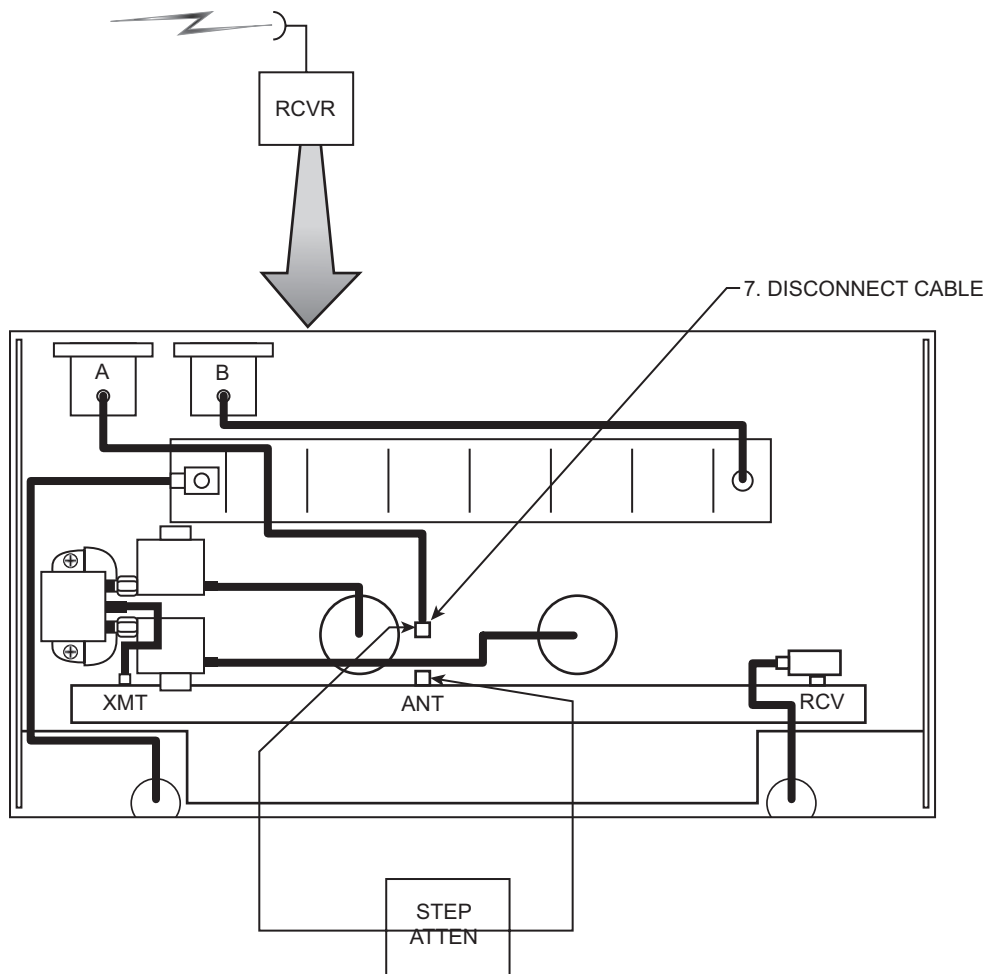 RCVR
7. DISCONNECT CABLE
A
B
XMT
ANT
RCV
STEP
ATTEN